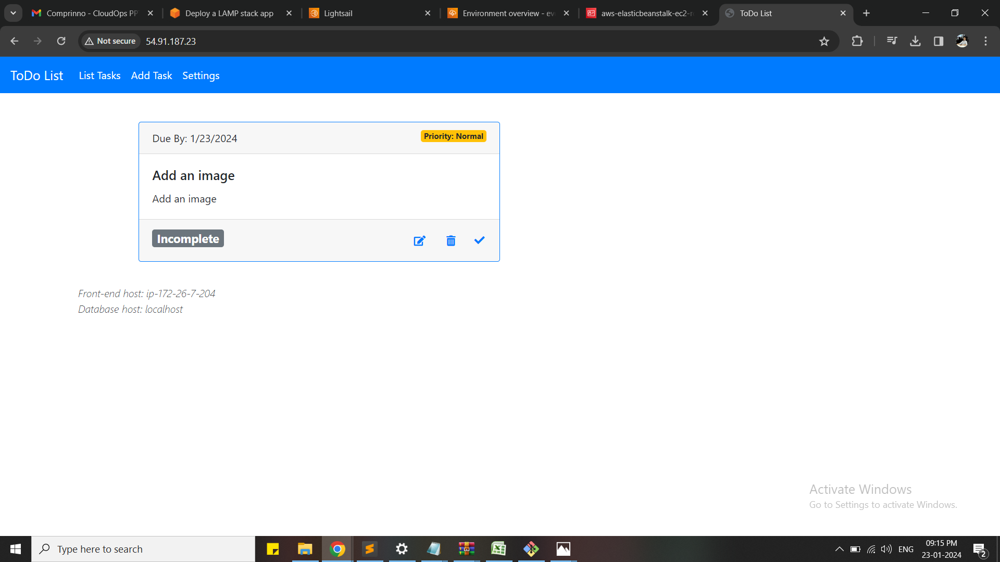 Comprinno - CloudOps PP
Deploy a LAMP stack app
Lightsail
Environment overview - ev
aws-elasticbeanstalk-ec2-r
ToDo List
Not secure
54.91.187.23
ToDo List
List Tasks
Add Task
Settings
Due By: 1/23/2024
Priority: Normal
Add an image
Add an image
Incomplete
Front-end host: ip-172-26-7-204
Database host: localhost
Activate Windows
Go to Settings to activate Windows.
Type here to search
ENG
09:15 PM
23-01-2024
2